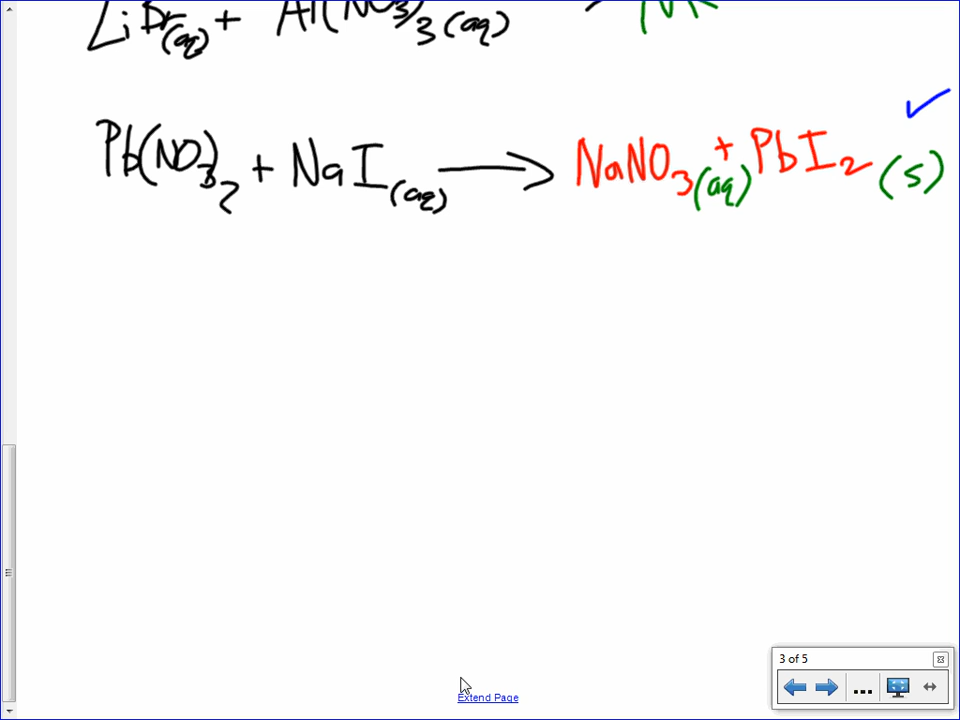 LiBr(aq) + Al(NO3)3(aq)
Pb(NO3)2 + NaI(aq) ⟶ NaNO3(aq) + PbI2(s) ✓
3 of 5
...
Extend Page